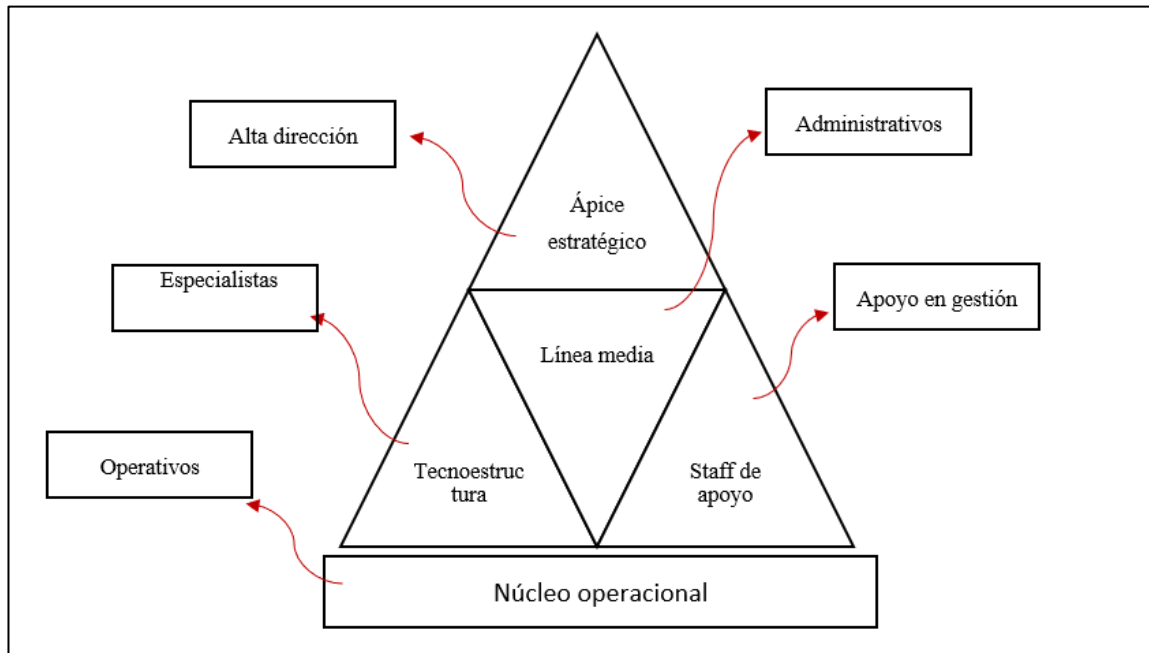 Alta dirección
Administrativos
Ápice
estratégico
Especialistas
Apoyo en gestión
Línea media
Operativos
Tecnoestruc
tura
Staff de
apoyo
Núcleo operacional